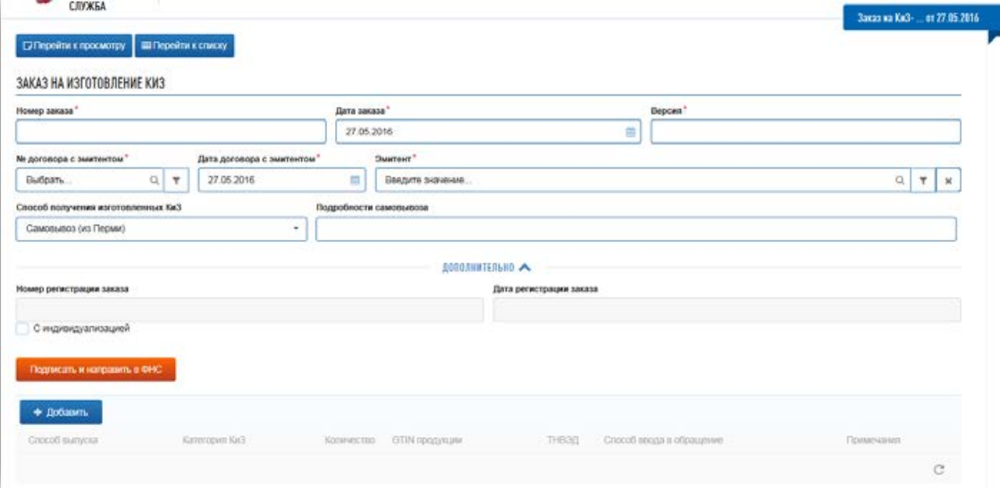 СЛУЖБА
Заказ на КиЗ- ... от 27.05.2016
Перейти к просмотру Перейти к списку
ЗАКАЗ НА ИЗГОТОВЛЕНИЕ КИЗ
Номер заказа* Дата заказа* Версия*
27.05.2016
№ договора с эмитентом* Дата договора с эмитентом* Эмитент*
Выбрать... 27.05.2016 Введите значение...
Способ получения изготовленных КиЗ Подробности самовывоза
Самовывоз (из Перми)
ДОПОЛНИТЕЛЬНО
Номер регистрации заказа Дата регистрации заказа
С индивидуализацией
Подписать и направить в ФНС
+ Добавить
Способ выпуска Категория КиЗ Количество GTIN продукции ТНВЭД Способ ввода в обращение Примечания